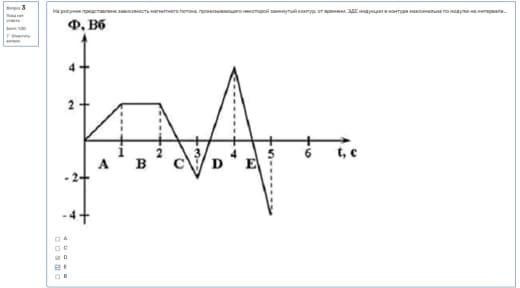 Вопрос 3
Пока нет
ответа
Балл: 1,00
Отметить
вопрос
На рисунке представлена зависимость магнитного потока, пронизывающего некоторый замкнутый контур, от времени. ЭДС индукции в контуре максимальна по модулю на интервале...
Ф, Вб
4
2
1 2 3 4 5 6 t, c
A B C D E
- 2
- 4
A
C
D
E
B